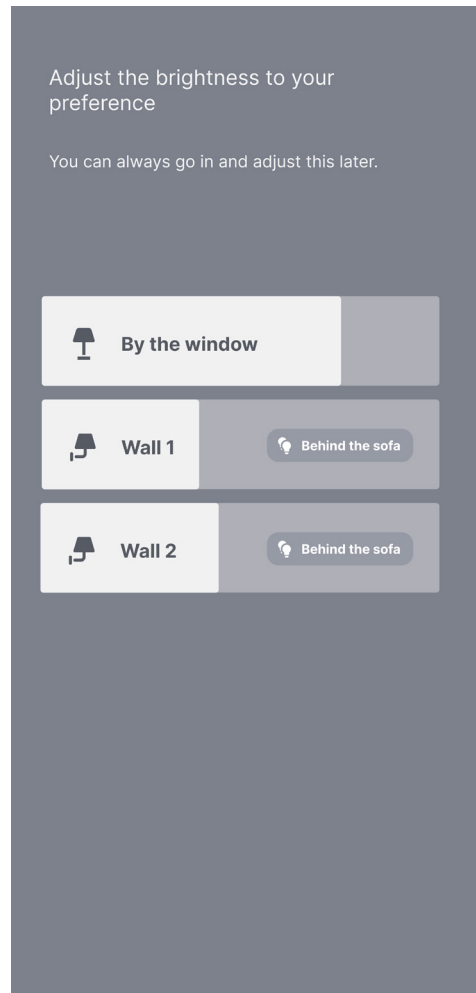 Adjust the brightness to your
preference
You can always go in and adjust this later.
By the window
Wall 1
Behind the sofa
Wall 2
Behind the sofa